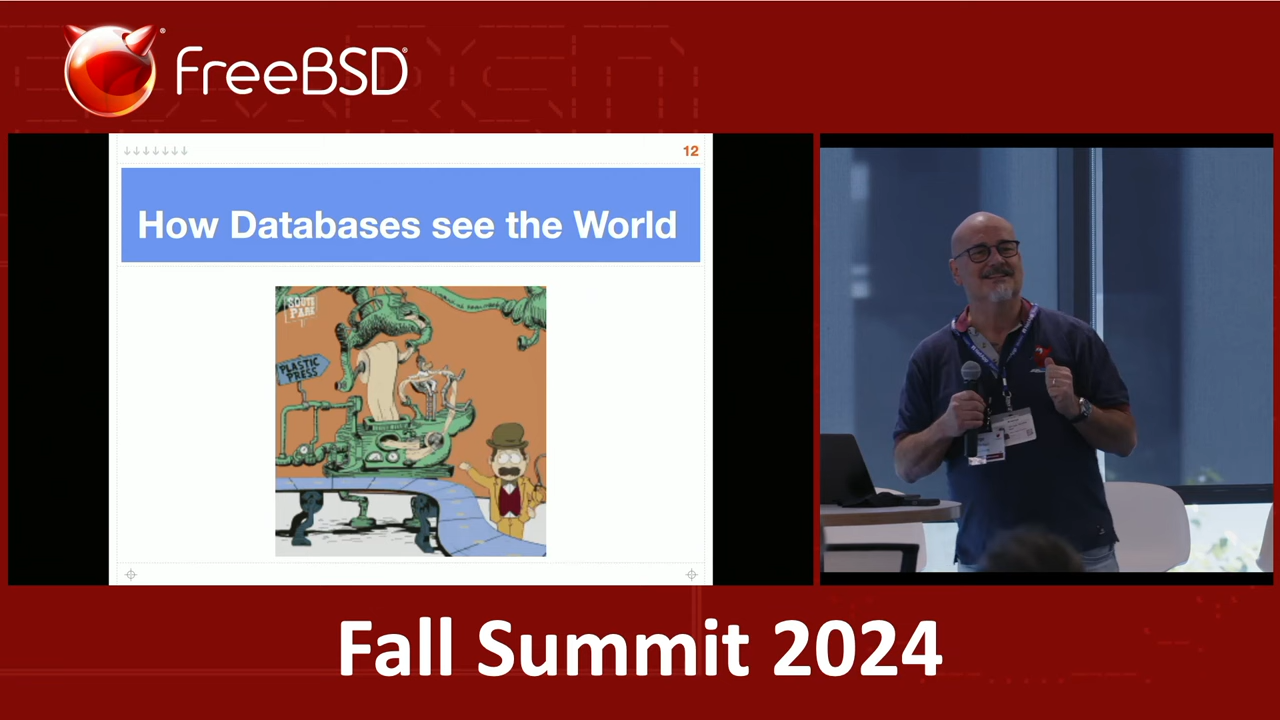 FreeBSD
12
How Databases see the World
SOUTH
PARK
PLASTIC
PRESS
Fall Summit 2024